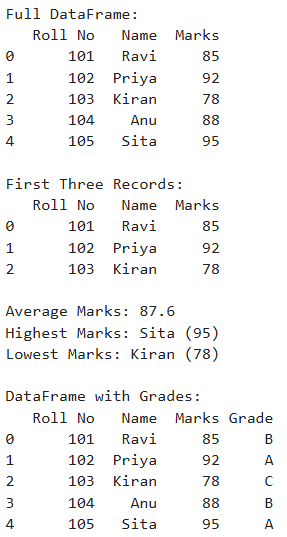 Full DataFrame:
   Roll No   Name  Marks
0      101   Ravi     85
1      102  Priya     92
2      103  Kiran     78
3      104    Anu     88
4      105   Sita     95

First Three Records:
   Roll No   Name  Marks
0      101   Ravi     85
1      102  Priya     92
2      103  Kiran     78

Average Marks: 87.6
Highest Marks: Sita (95)
Lowest Marks: Kiran (78)

DataFrame with Grades:
   Roll No   Name  Marks Grade
0      101   Ravi     85     B
1      102  Priya     92     A
2      103  Kiran     78     C
3      104    Anu     88     B
4      105   Sita     95     A